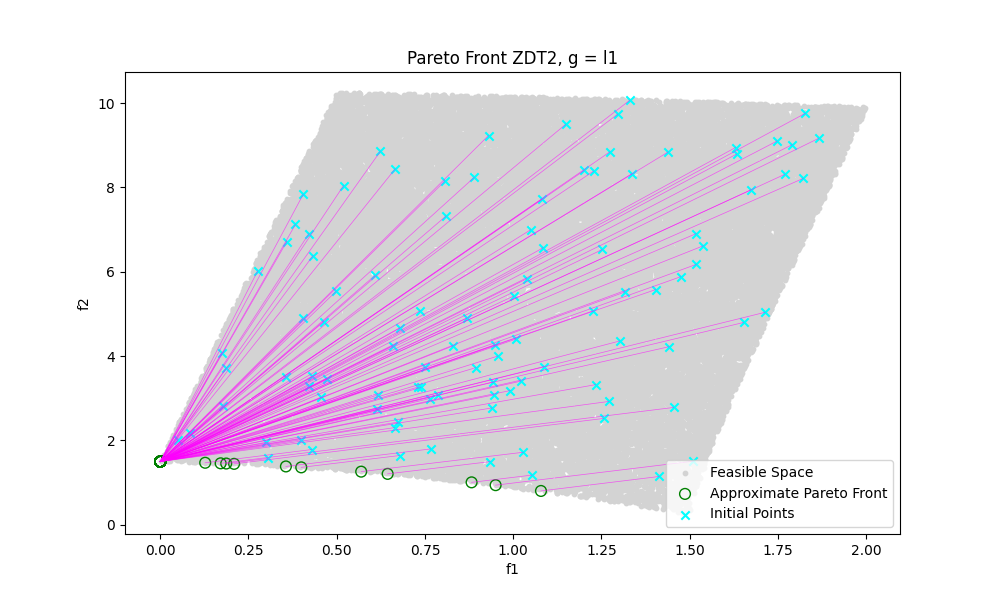 Pareto Front ZDT2, g = l1
f2
10
8
6
4
2
0
0.00 0.25 0.50 0.75 1.00 1.25 1.50 1.75 2.00
f1
Feasible Space
Approximate Pareto Front
Initial Points